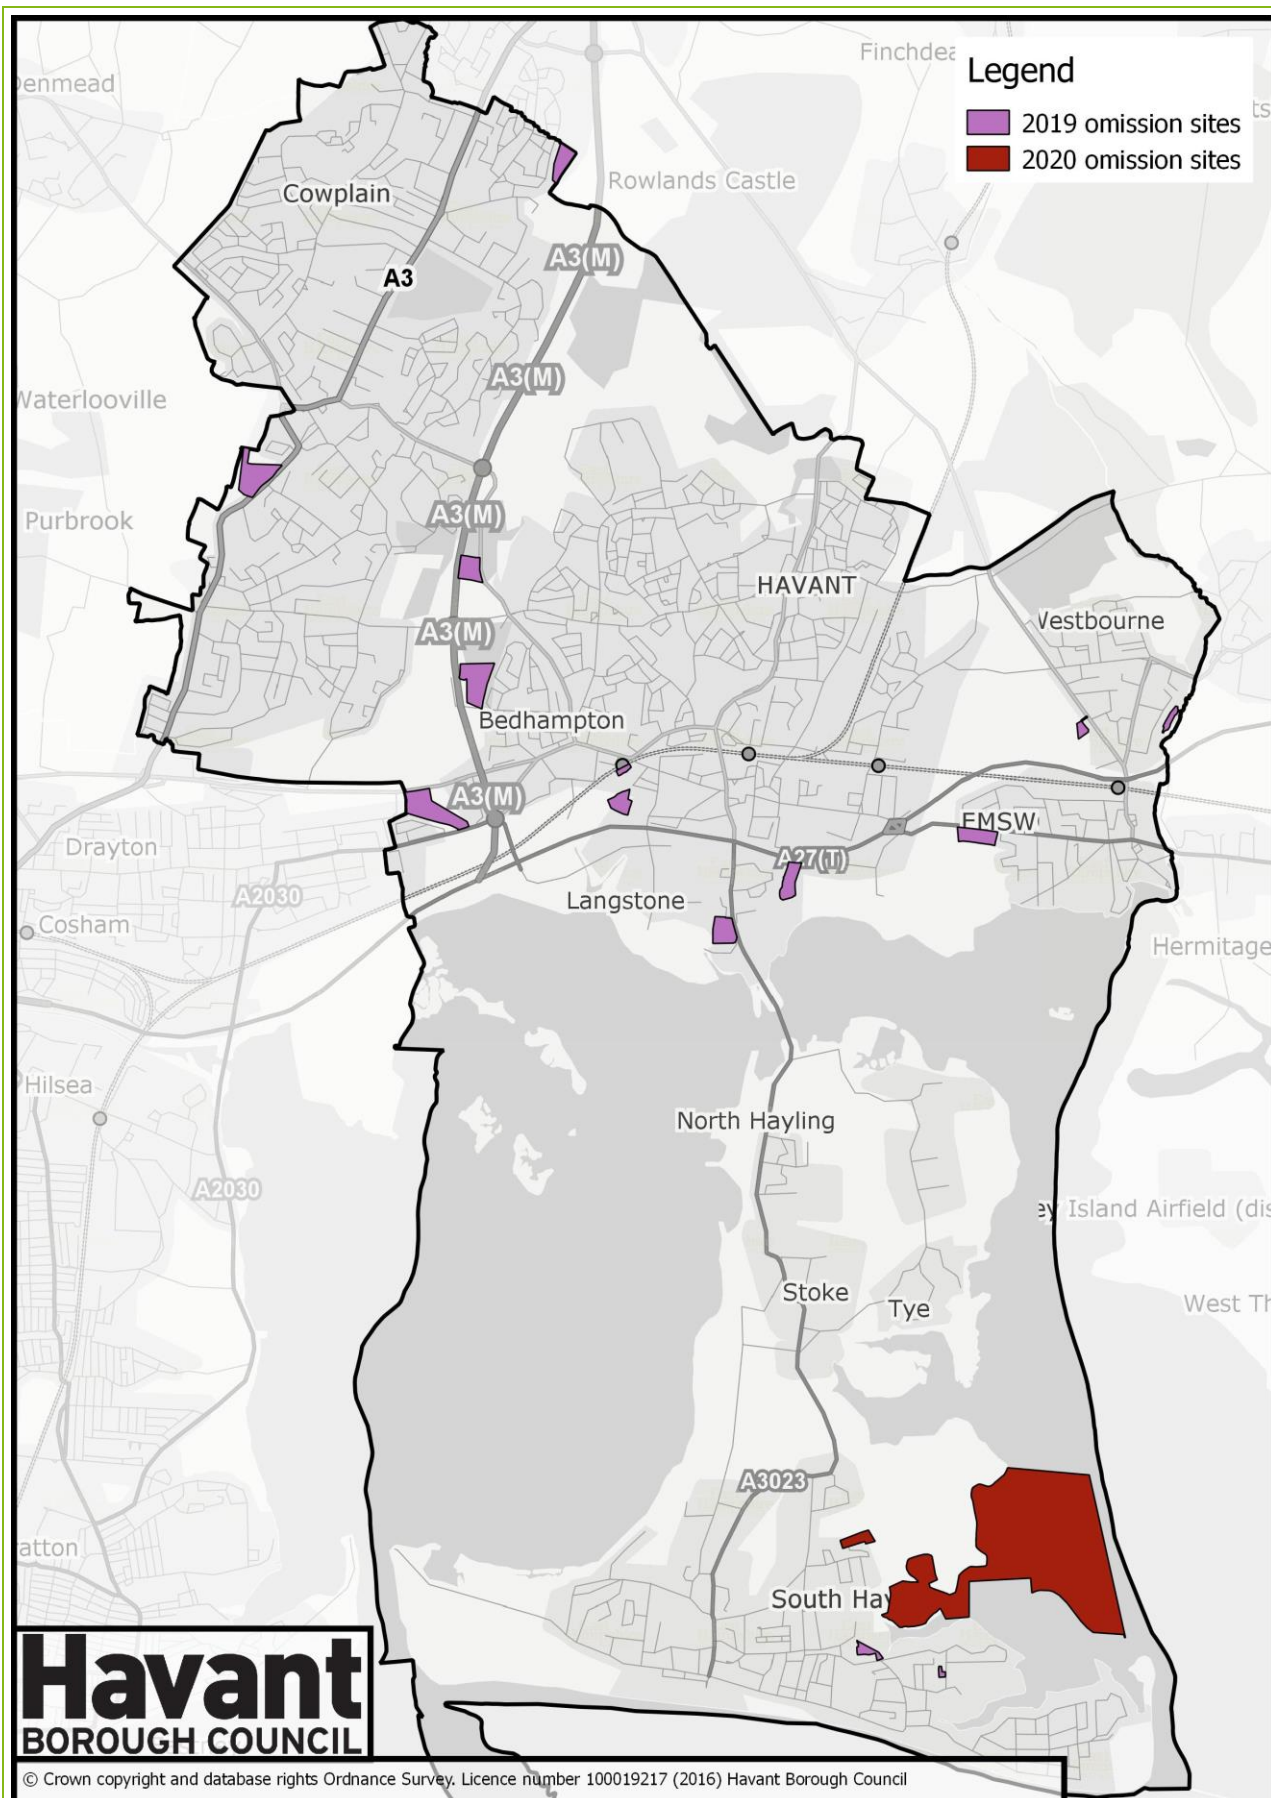 Finchdea
Legend
2019 omission sites
2020 omission sites
Denmead
Cowplain
Rowlands Castle
A3(M)
A3
A3(M)
Waterlooville
A3(M)
Purbrook
HAVANT
Westbourne
A3(M)
Bedhampton
A3(M)
EMSW
Drayton
A27(T)
A2030
Langstone
Cosham
Hermitage
Hilsea
North Hayling
A2030
ey Island Airfield (dis
Stoke
Tye
West Th
A3023
atton
South Hay
Havant
BOROUGH COUNCIL
© Crown copyright and database rights Ordnance Survey. Licence number 100019217 (2016) Havant Borough Council